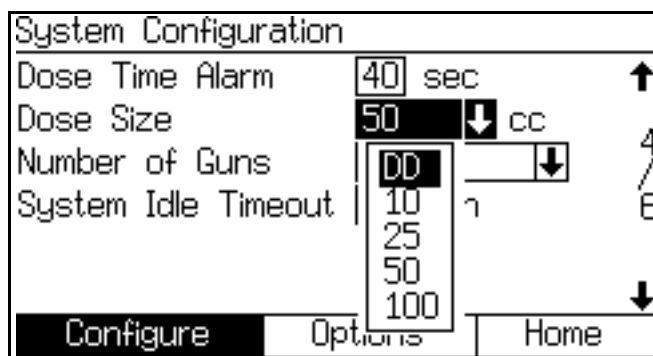 System Configuration
Dose Time Alarm 40 sec
Dose Size 50 cc
Number of Guns
System Idle Timeout
DD
10
25
50
100
4
/
Configure Home